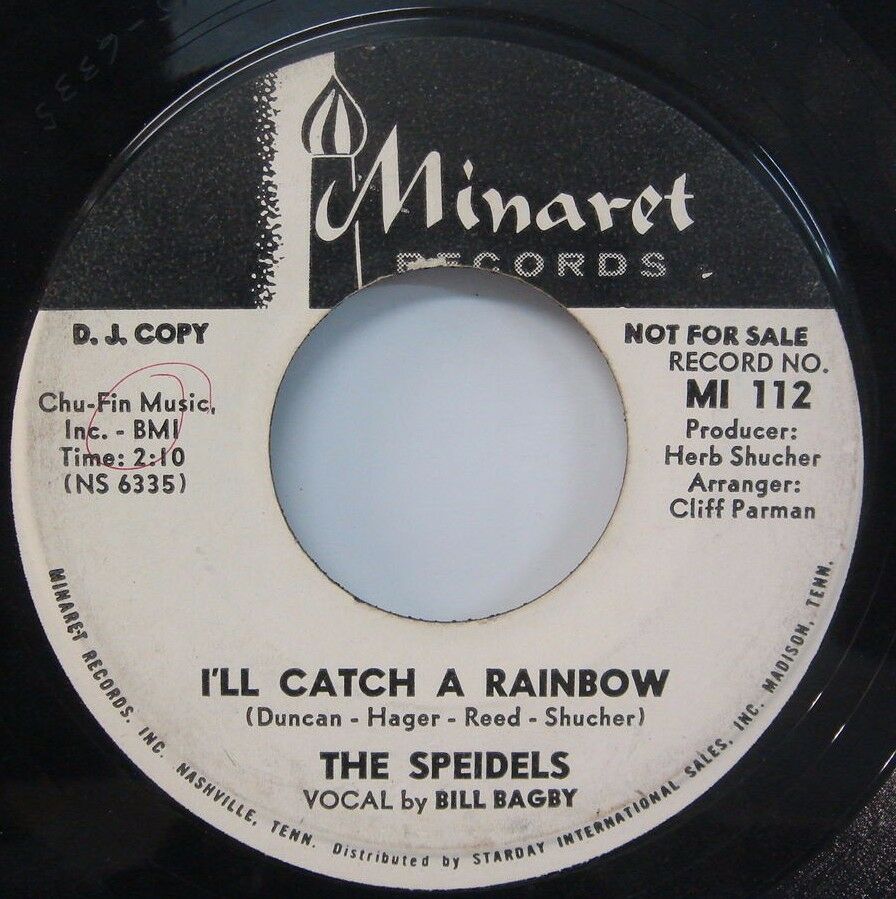 Minaret
RECORDS
D. J. COPY
Chu-Fin Music,
Inc. - BMI
Time: 2:10
(NS 6335)
NOT FOR SALE
RECORD NO.
MI 112
Producer:
Herb Shucher
Arranger:
Cliff Parman
I'LL CATCH A RAINBOW
(Duncan - Hager - Reed - Shucher)
THE SPEIDELS
VOCAL by BILL BAGBY
MINARET RECORDS, INC. NASHVILLE, TENN. Distributed by STARDAY INTERNATIONAL SALES, INC. MADISON, TENN.